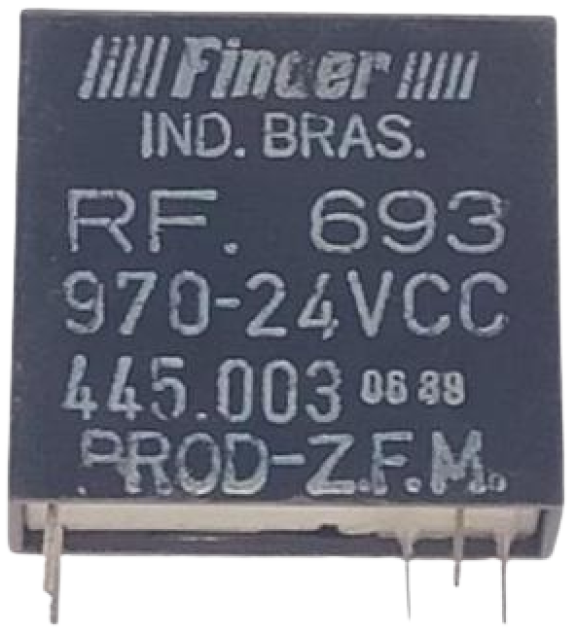 Finder
IND. BRAS.
RF. 693
970-24VCC
445.003 06 89
PROD-Z.F.M.